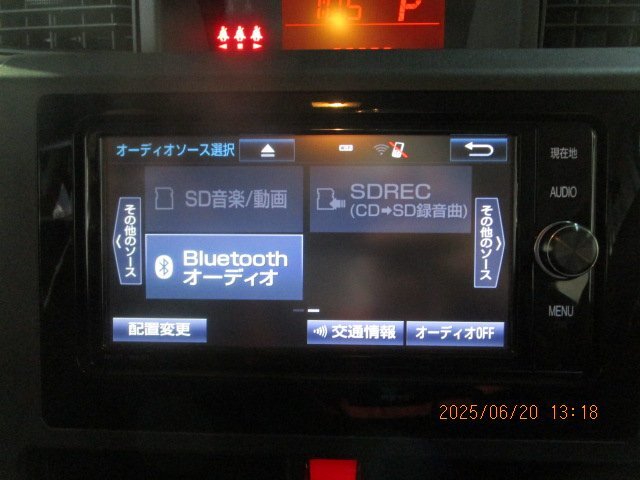 P
オーディオソース選択
現在地
SD音楽/動画
SDREC
(CD➡SD録音曲)
AUDIO
その他のソース
その他のソース
Bluetooth
オーディオ
MENU
配置変更
交通情報
オーディオOFF
2025/06/20 13:18